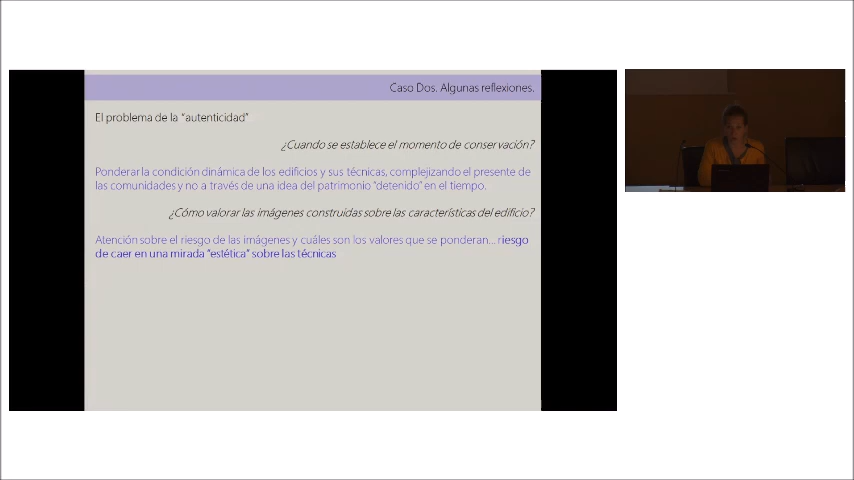 Caso Dos. Algunas reflexiones.
El problema de la "autenticidad"
¿Cuando se establece el momento de conservación?
Ponderar la condición dinámica de los edificios y sus técnicas, complejizando el presente de
las comunidades y no a través de una idea del patrimonio "detenido" en el tiempo.
¿Cómo valorar las imágenes construidas sobre las características del edificio?
Atención sobre el riesgo de las imágenes y cuáles son los valores que se ponderan... riesgo
de caer en una mirada "estética" sobre las técnicas